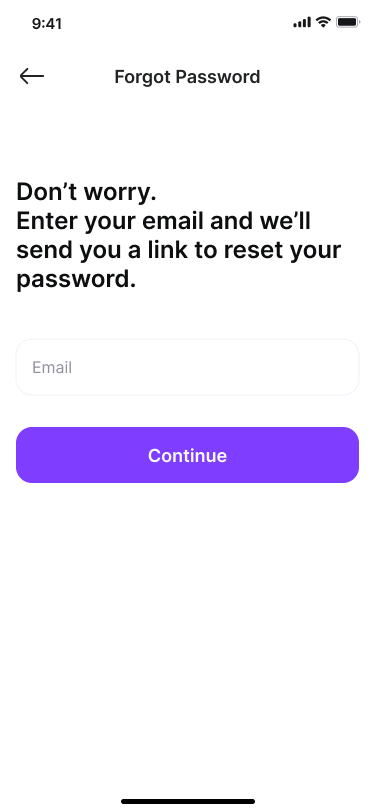 9:41
Forgot Password
Don’t worry.
Enter your email and we’ll
send you a link to reset your
password.
Email
Continue